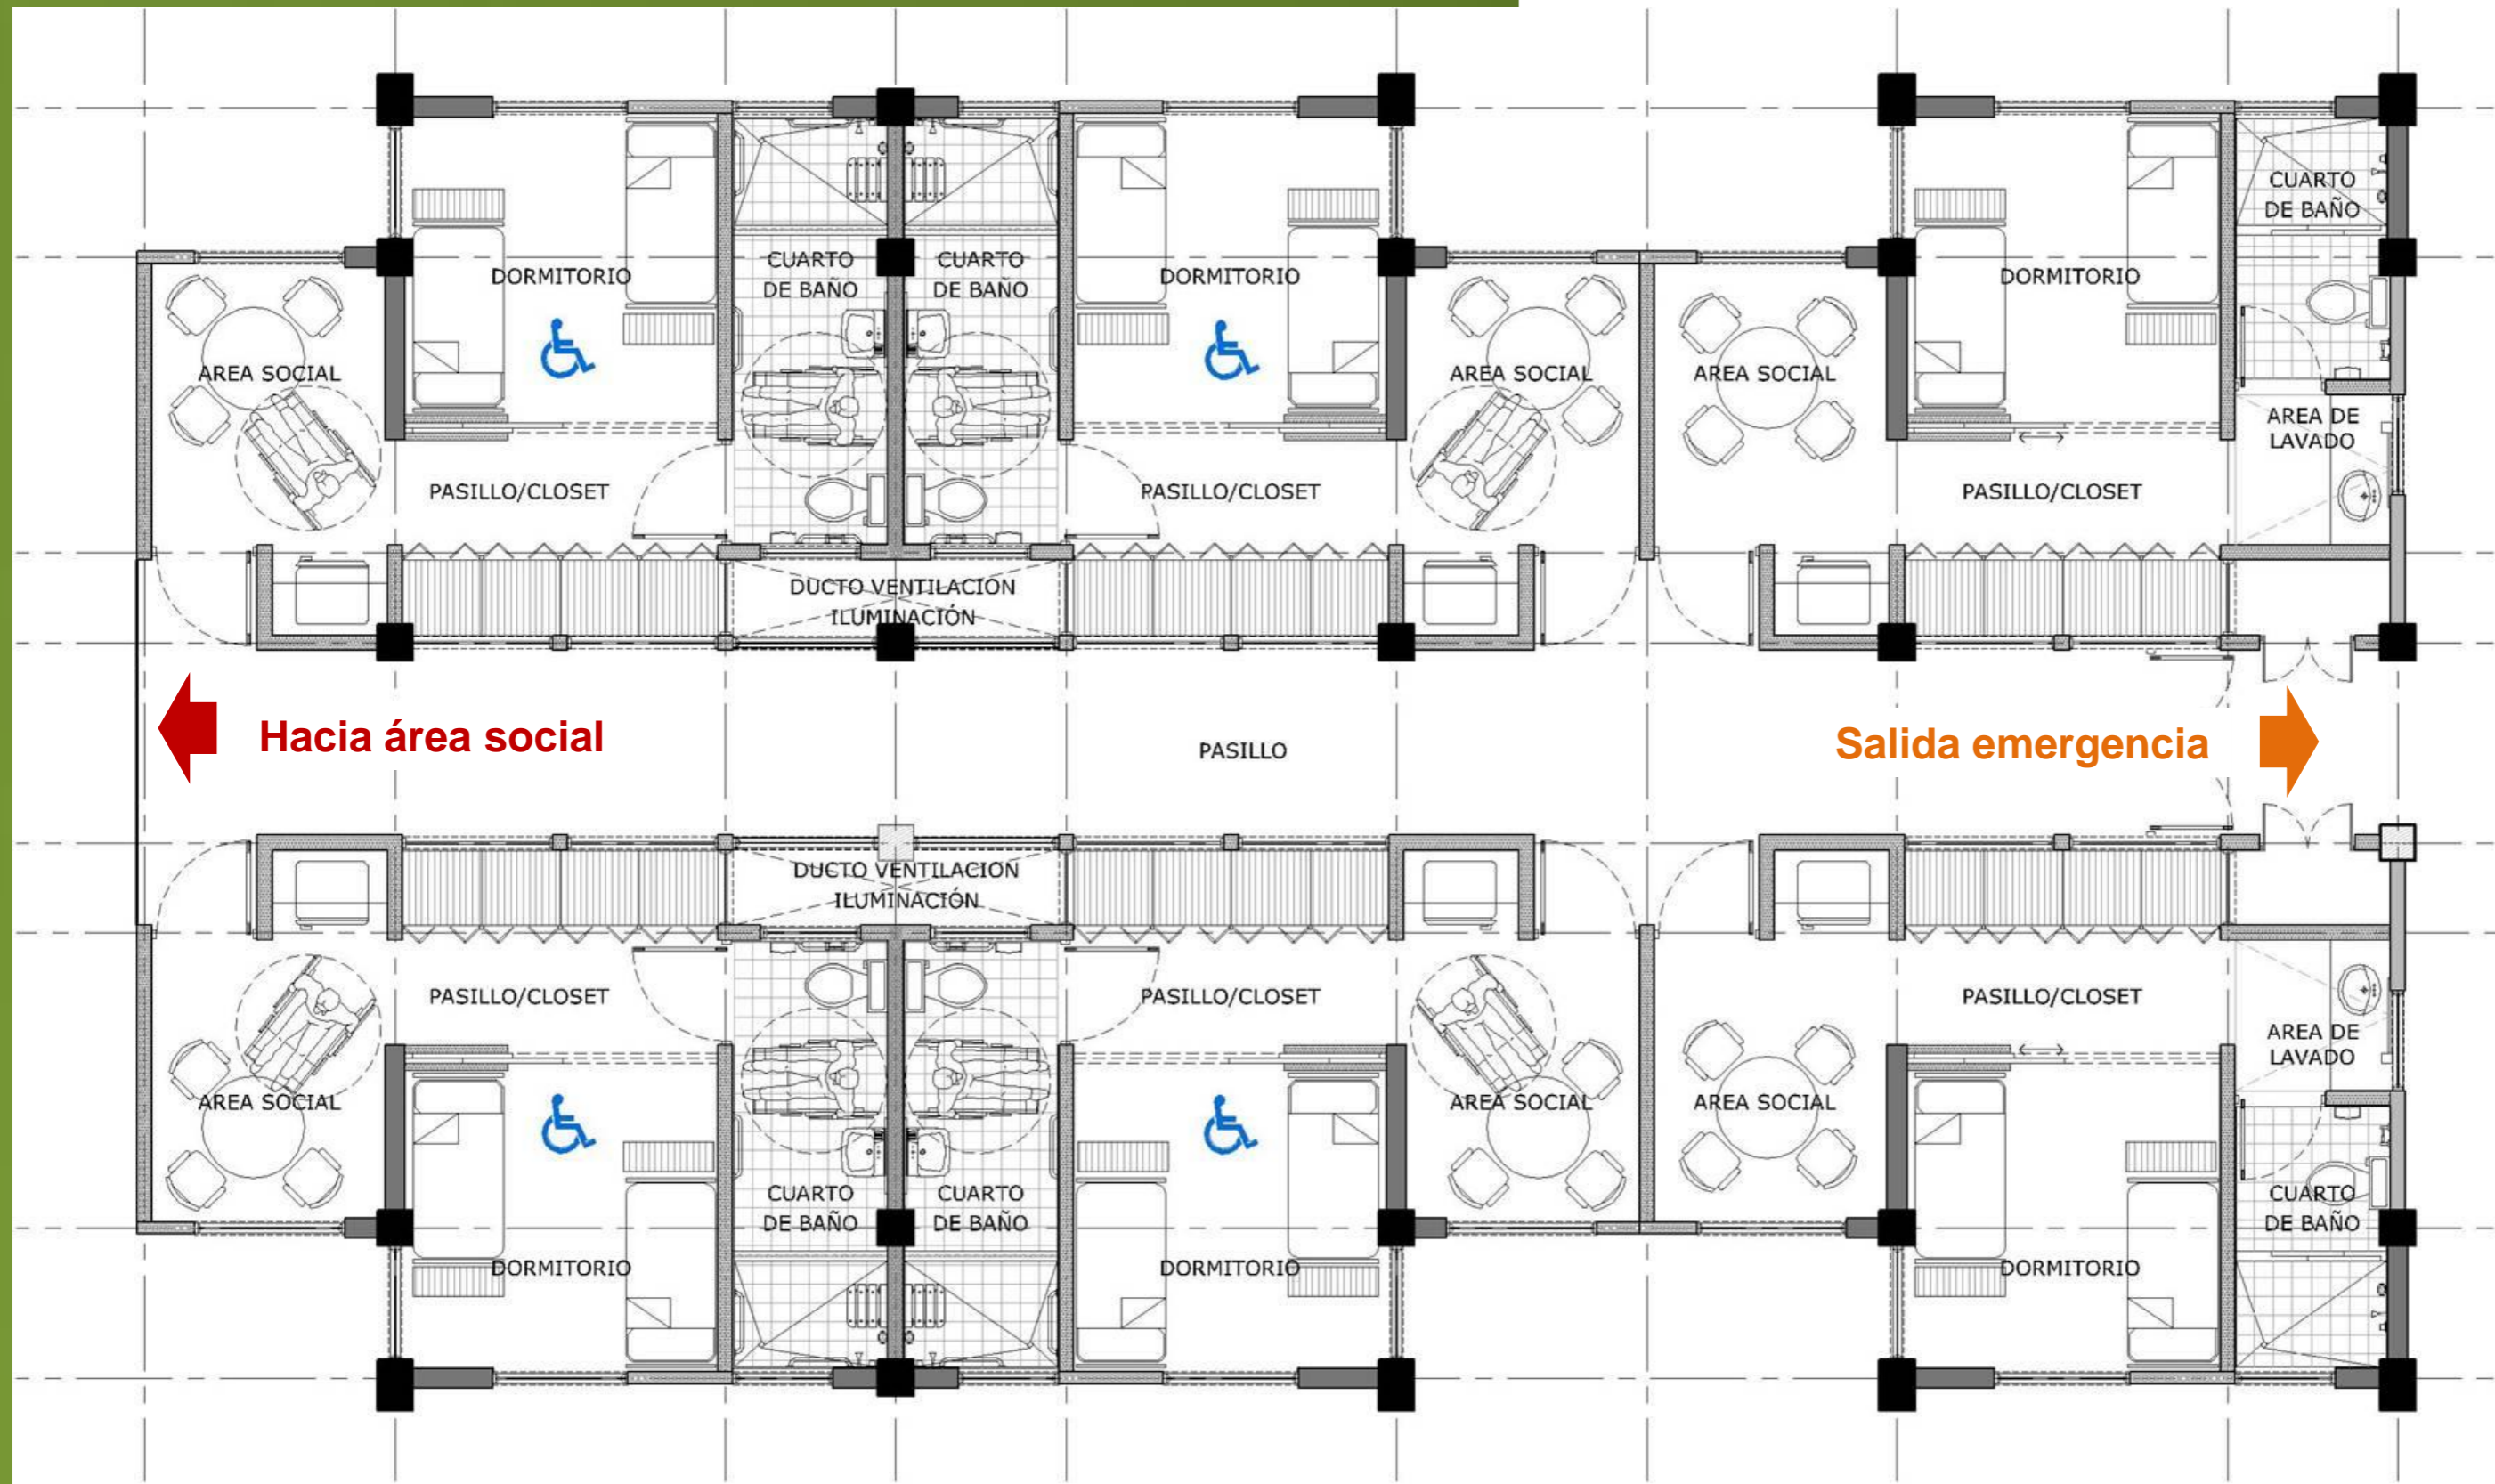 CUARTO
DE BAÑO
CUARTO
DE BAÑO
CUARTO
DE BAÑO
DORMITORIO
DORMITORIO
DORMITORIO
AREA SOCIAL
AREA SOCIAL
AREA SOCIAL
AREA DE
LAVADO
PASILLO/CLOSET
PASILLO/CLOSET
PASILLO/CLOSET
DUCTO VENTILACION
ILUMINACIÓN
Hacia área social
PASILLO
Salida emergencia
DUCTO VENTILACION
ILUMINACIÓN
PASILLO/CLOSET
PASILLO/CLOSET
PASILLO/CLOSET
AREA DE
LAVADO
AREA SOCIAL
AREA SOCIAL
AREA SOCIAL
CUARTO
DE BAÑO
CUARTO
DE BAÑO
CUARTO
DE BAÑO
DORMITORIO
DORMITORIO
DORMITORIO